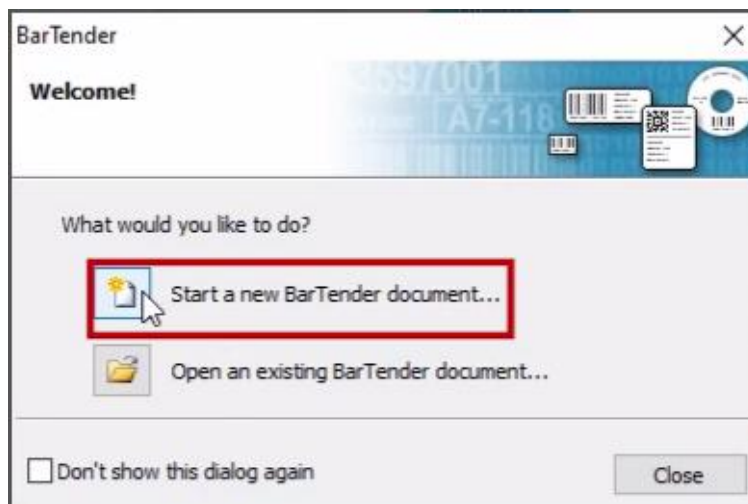 BarTender
Welcome!
3597001
A7-118
What would you like to do?
Start a new BarTender document...
Open an existing BarTender document...
Don't show this dialog again
Close